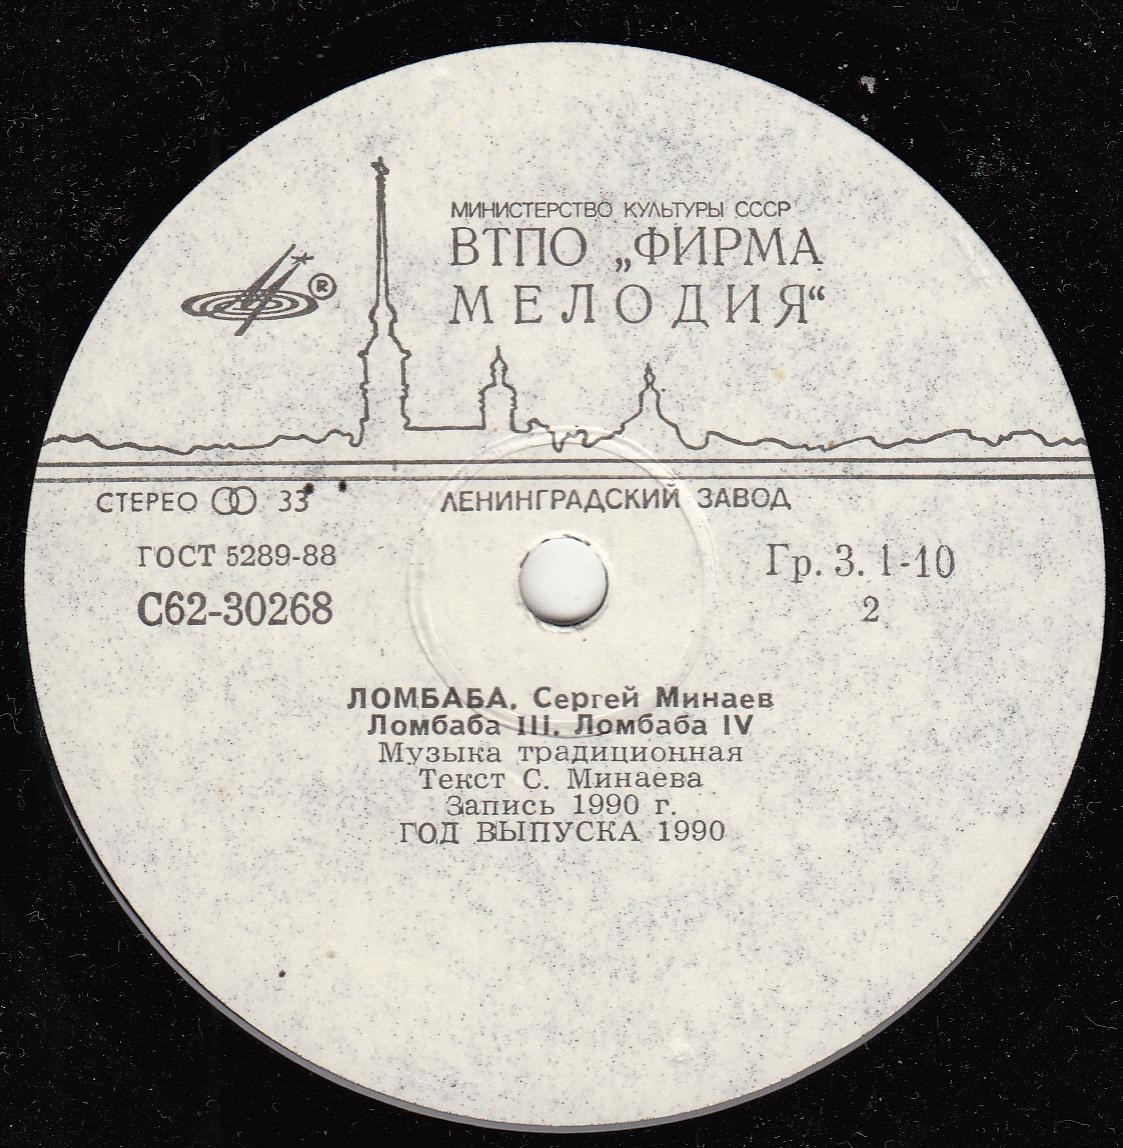 МИНИСТЕРСТВО КУЛЬТУРЫ СССР
ВТПО „ФИРМА
МЕЛОДИЯ“
®
СТЕРЕО 33
ЛЕНИНГРАДСКИЙ ЗАВОД
ГОСТ 5289-88
Гр. 3. 1-10
С62-30268
2
ЛОМБАБА. Сергей Минаев
Ломбаба III. Ломбаба IV
Музыка традиционная
Текст С. Минаева
Запись 1990 г.
ГОД ВЫПУСКА 1990